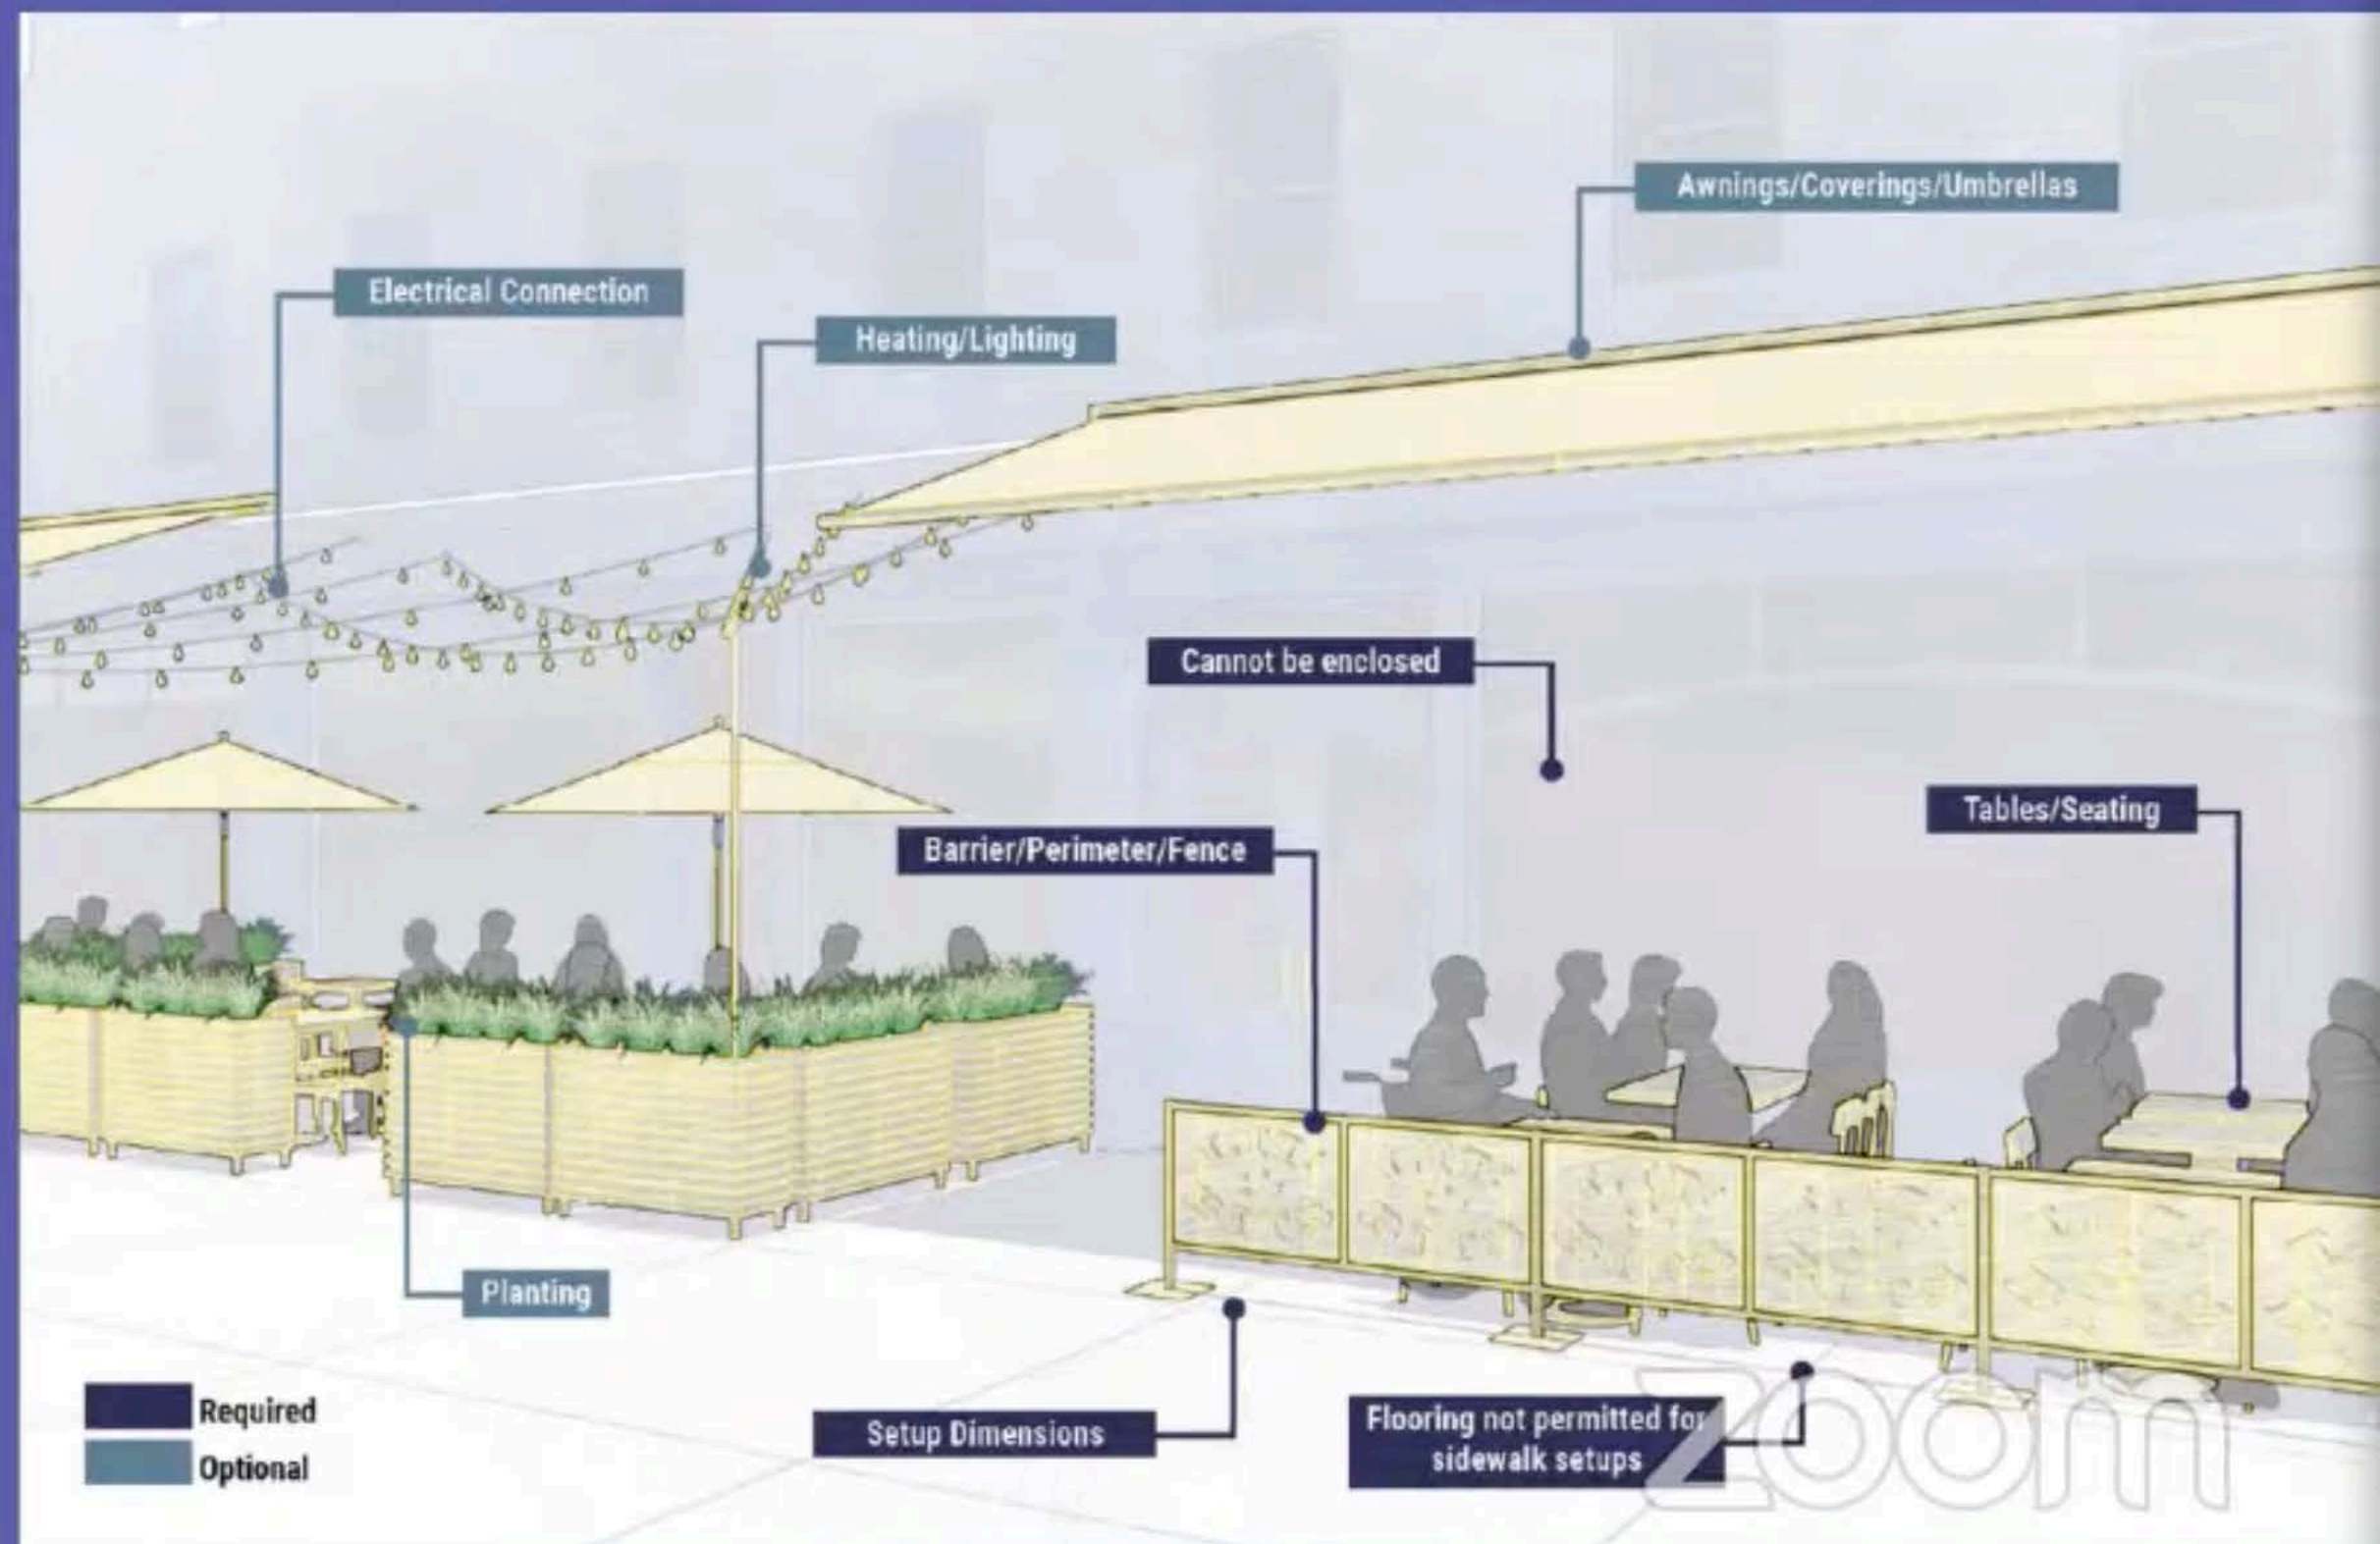 Awnings/Coverings/Umbrellas
Electrical Connection
Heating/Lighting
Cannot be enclosed
Tables/Seating
Barrier/Perimeter/Fence
Planting
Required
Optional
Setup Dimensions
Flooring not permitted for
sidewalk setups
zoom